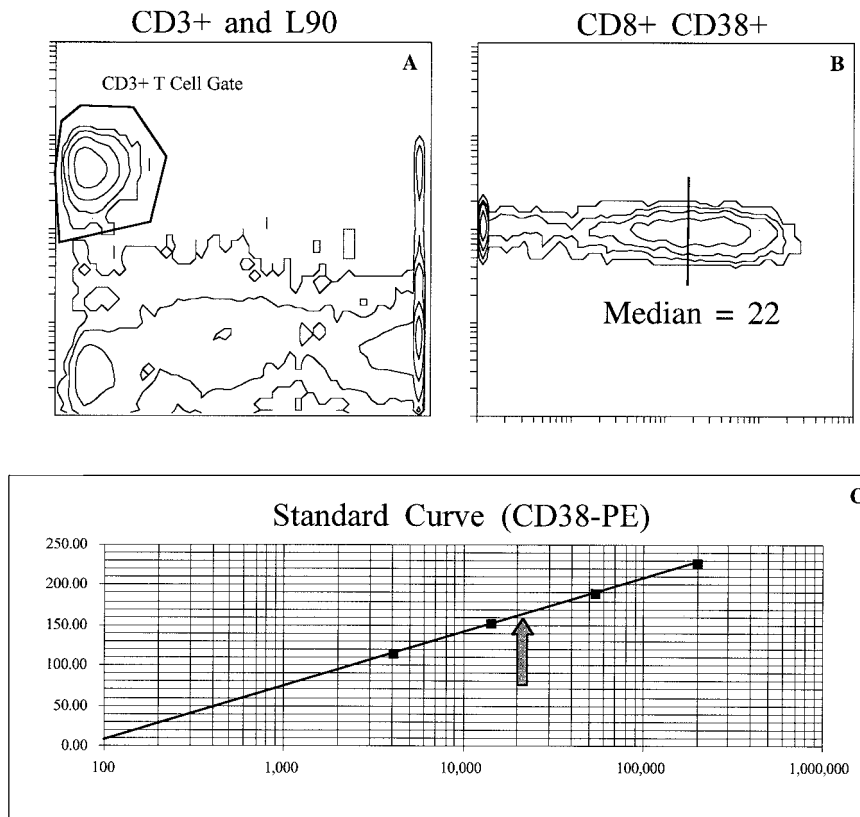 CD3+ and L90
A
CD3+ T Cell Gate
CD8+ CD38+
B
Median = 22
C
Standard Curve (CD38-PE)
250.00
200.00
150.00
100.00
50.00
0.00
100 1,000 10,000 100,000 1,000,000